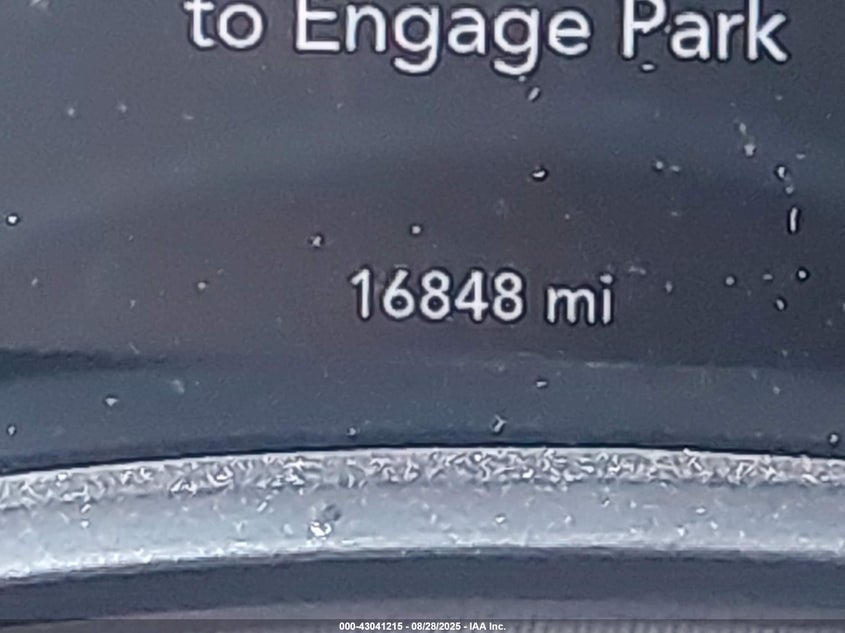 to Engage Park
16848 mi
000-43041215 - 08/28/2025 - IAA Inc.